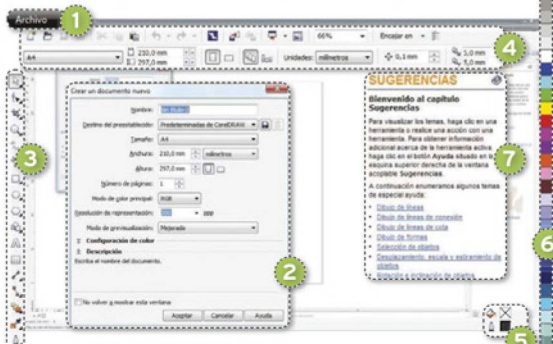 Archivo
1
66%
Encajar en
4
A4
210,0 mm
297,0 mm
Unidades: milímetros
0,1 mm
5,0 mm
5,0 mm
3
Crear un documento nuevo
Nombre:
Destino del preestablecido: Predeterminadas de CorelDRAW
Tamaño: A4
Anchura: 210,0 mm milímetros
Altura: 297,0 mm
Número de páginas: 1
Modo de color principal: RGB
Resolución de representación: ppp
Modo de previsualización: Mejorada
Configuración de color
Descripción
Escriba el nombre del documento.
2
No volver a mostrar esta ventana
Aceptar Cancelar Ayuda
SUGERENCIAS
Bienvenido al capítulo
Sugerencias
Para visualizar los temas, haga clic en una
herramienta o realice una acción con una
herramienta. Para obtener información
adicional acerca de la herramienta activa,
haga clic en el botón Ayuda situado en la
esquina superior derecha de la ventana
acoplable Sugerencias.
7
A continuación enumeramos algunos temas
de especial ayuda:
Dibujo de líneas
Dibujo de líneas de conexión
Dibujo de líneas de cota
Dibujo de formas
Selección de objetos
Desplazamiento, escala y estiramiento de
objetos
Rotación e inclinación de objetos
6
5